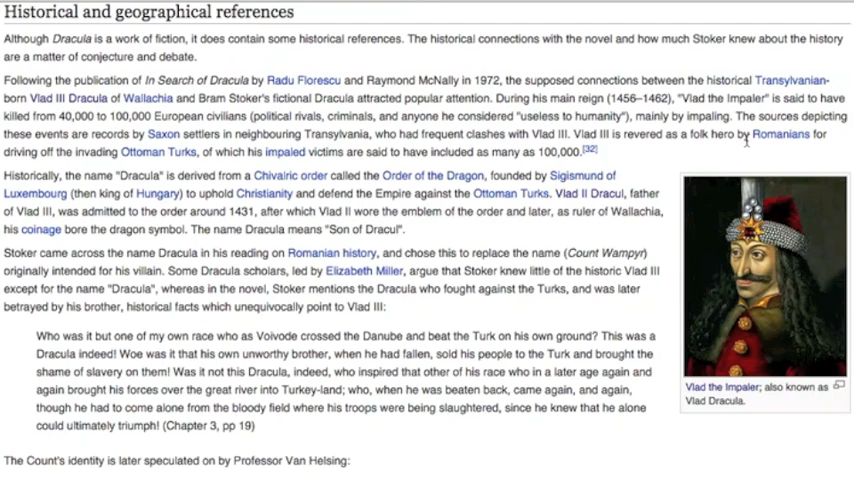 Historical and geographical references
Although Dracula is a work of fiction, it does contain some historical references. The historical connections with the novel and how much Stoker knew about the history
are a matter of conjecture and debate.
Following the publication of In Search of Dracula by Radu Florescu and Raymond McNally in 1972, the supposed connections between the historical Transylvanian-
born Vlad III Dracula of Wallachia and Bram Stoker's fictional Dracula attracted popular attention. During his main reign (1456–1462), "Vlad the Impaler" is said to have
killed from 40,000 to 100,000 European civilians (political rivals, criminals, and anyone he considered "useless to humanity"), mainly by impaling. The sources depicting
these events are records by Saxon settlers in neighbouring Transylvania, who had frequent clashes with Vlad III. Vlad III is revered as a folk hero by Romanians for
driving off the invading Ottoman Turks, of which his impaled victims are said to have included as many as 100,000.[32]
Historically, the name "Dracula" is derived from a Chivalric order called the Order of the Dragon, founded by Sigismund of
Luxembourg (then king of Hungary) to uphold Christianity and defend the Empire against the Ottoman Turks. Vlad II Dracul, father
of Vlad III, was admitted to the order around 1431, after which Vlad II wore the emblem of the order and later, as ruler of Wallachia,
his coinage bore the dragon symbol. The name Dracula means "Son of Dracul".
Stoker came across the name Dracula in his reading on Romanian history, and chose this to replace the name (Count Wampyr)
originally intended for his villain. Some Dracula scholars, led by Elizabeth Miller, argue that Stoker knew little of the historic Vlad III
except for the name "Dracula", whereas in the novel, Stoker mentions the Dracula who fought against the Turks, and was later
betrayed by his brother, historical facts which unequivocally point to Vlad III:
Who was it but one of my own race who as Voivode crossed the Danube and beat the Turk on his own ground? This was a
Dracula indeed! Woe was it that his own unworthy brother, when he had fallen, sold his people to the Turk and brought the
shame of slavery on them! Was it not this Dracula, indeed, who inspired that other of his race who in a later age again and
again brought his forces over the great river into Turkey-land; who, when he was beaten back, came again, and again,
though he had to come alone from the bloody field where his troops were being slaughtered, since he knew that he alone
could ultimately triumph! (Chapter 3, pp 19)
The Count's identity is later speculated on by Professor Van Helsing:
Vlad the Impaler; also known as
Vlad Dracula.